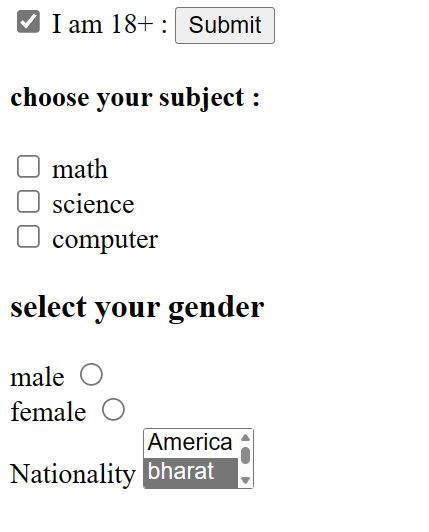 I am 18+ : Submit
choose your subject :
math
science
computer
select your gender
male
female
America
Nationality bharat